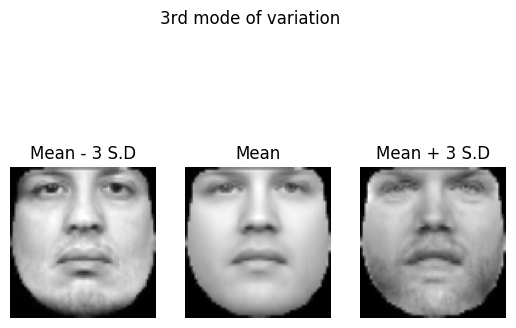 3rd mode of variation
Mean - 3 S.D
Mean
Mean + 3 S.D